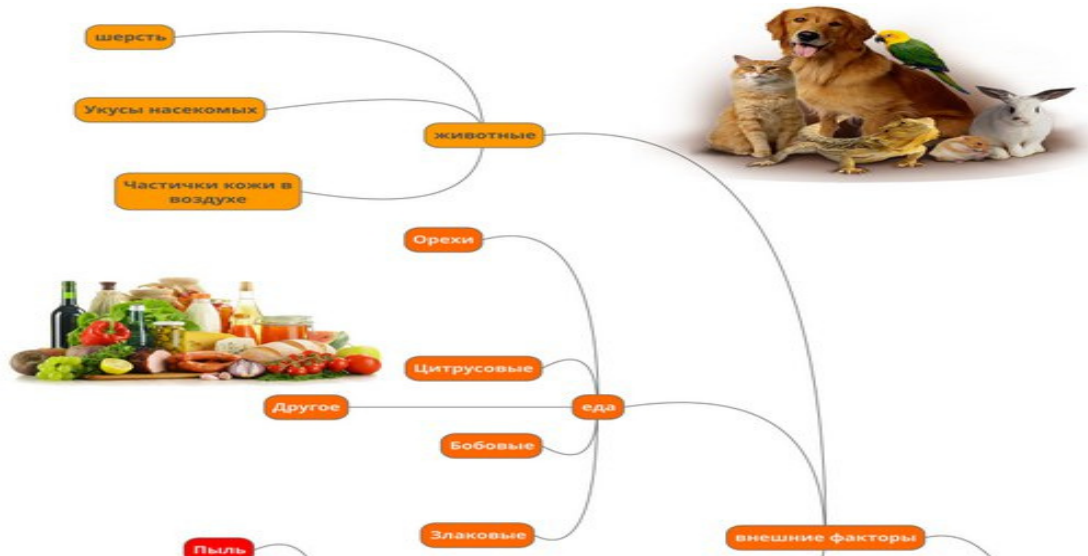 шерсть
Укусы насекомых
животные
Частички кожи в
воздухе
Орехи
Цитрусовые
Другое
еда
Бобовые
Злаковые
внешние факторы
Пыль